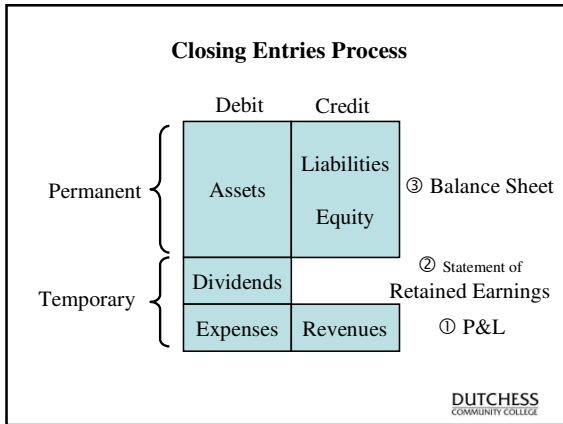 Closing Entries Process
Debit Credit
Permanent
Assets
Liabilities
Equity
③ Balance Sheet
Temporary
Dividends
② Statement of
Retained Earnings
Expenses
Revenues
① P&L
DUTCHESS
COMMUNITY COLLEGE